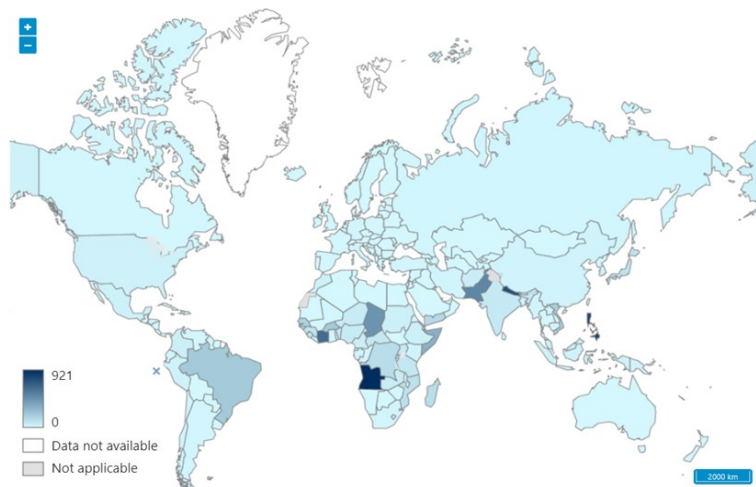 +
−
921
0
Data not available
Not applicable
2000 km